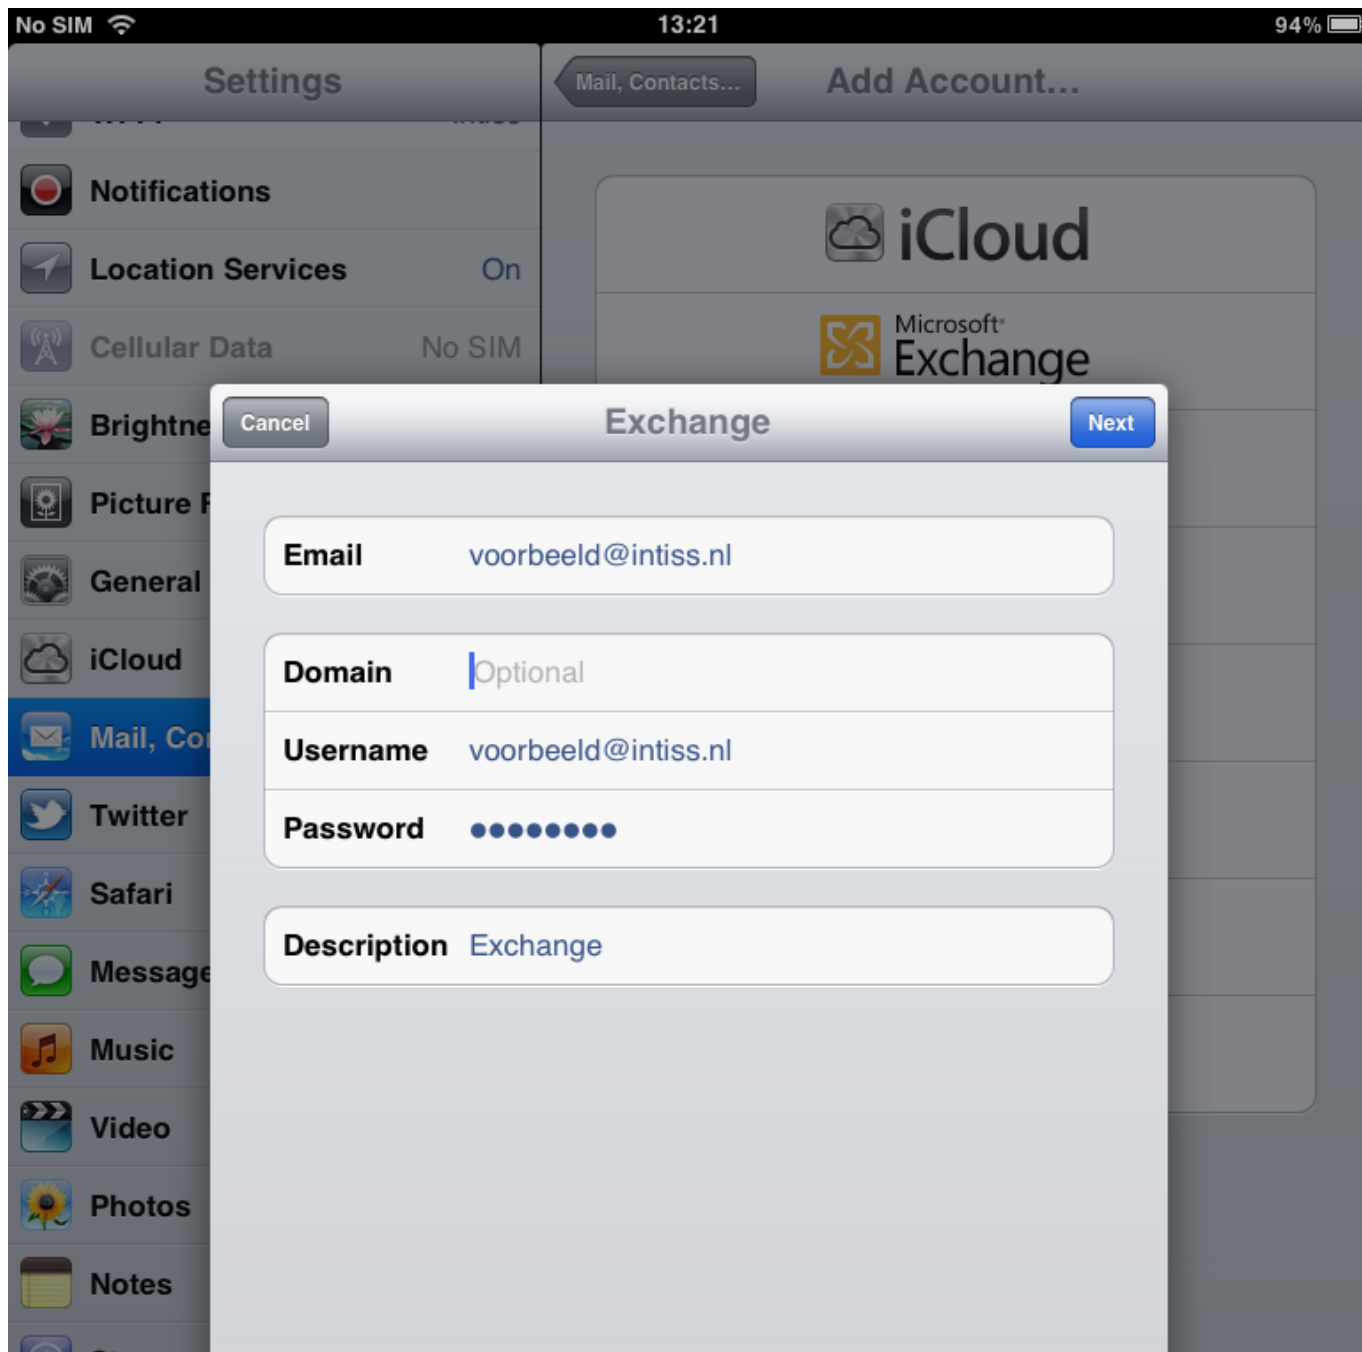 No SIM 13:21 94%
Settings
Mail, Contacts... Add Account...
Notifications
Location Services On
Cellular Data No SIM
Brightne
Picture F
General
iCloud
Mail, Co
Twitter
Safari
Message
Music
Video
Photos
Notes
iCloud
Microsoft
Exchange
Cancel Exchange Next
Email voorbeeld@intiss.nl
Domain Optional
Username voorbeeld@intiss.nl
Password ●●●●●●●●
Description Exchange